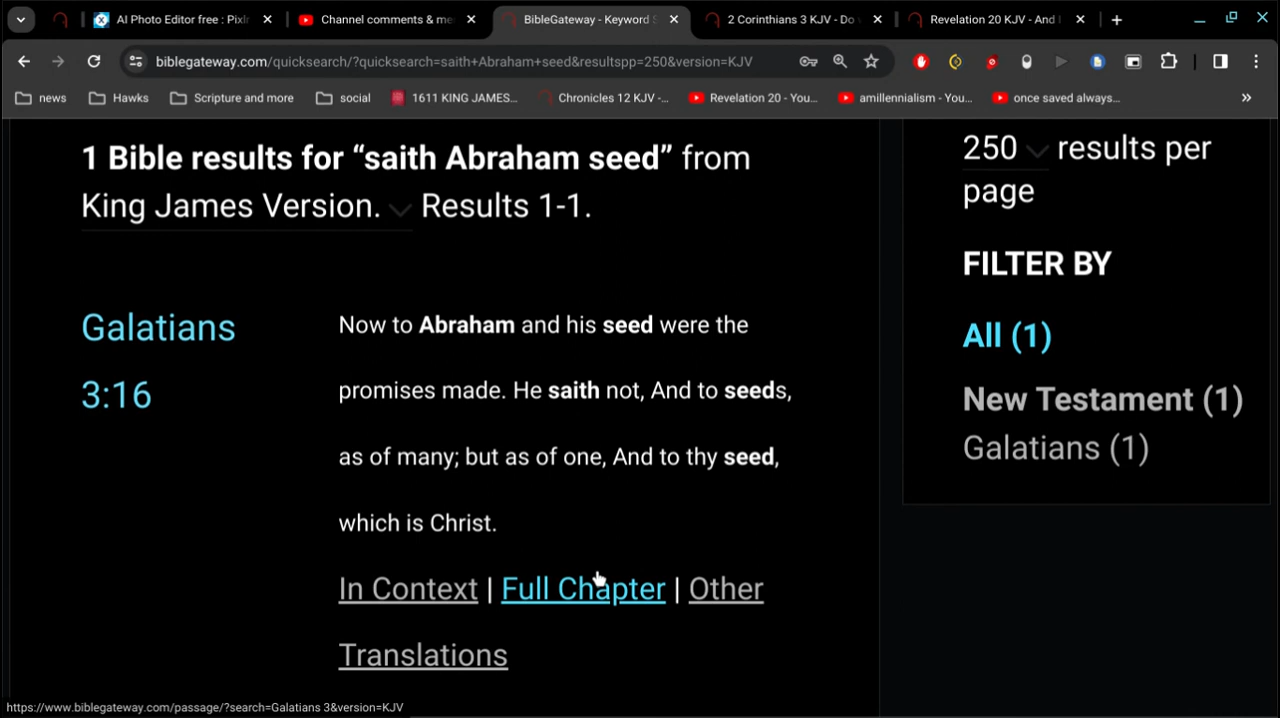 AI Photo Editor free : Pixlr
Channel comments & me
BibleGateway - Keyword S
2 Corinthians 3 KJV - Do
Revelation 20 KJV - And I
biblegateway.com/quicksearch/?quicksearch=saith+Abraham+seed&resultspp=250&version=KJV
news
Hawks
Scripture and more
social
1611 KING JAMES...
Chronicles 12 KJV -...
Revelation 20 - You...
amillennialism - You...
once saved always...
»
1 Bible results for “saith Abraham seed” from
King James Version. Results 1-1.
Galatians
3:16
Now to Abraham and his seed were the
promises made. He saith not, And to seeds,
as of many; but as of one, And to thy seed,
which is Christ.
In Context | Full Chapter | Other
Translations
250 results per
page
FILTER BY
All (1)
New Testament (1)
Galatians (1)
https://www.biblegateway.com/passage/?search=Galatians 3&version=KJV